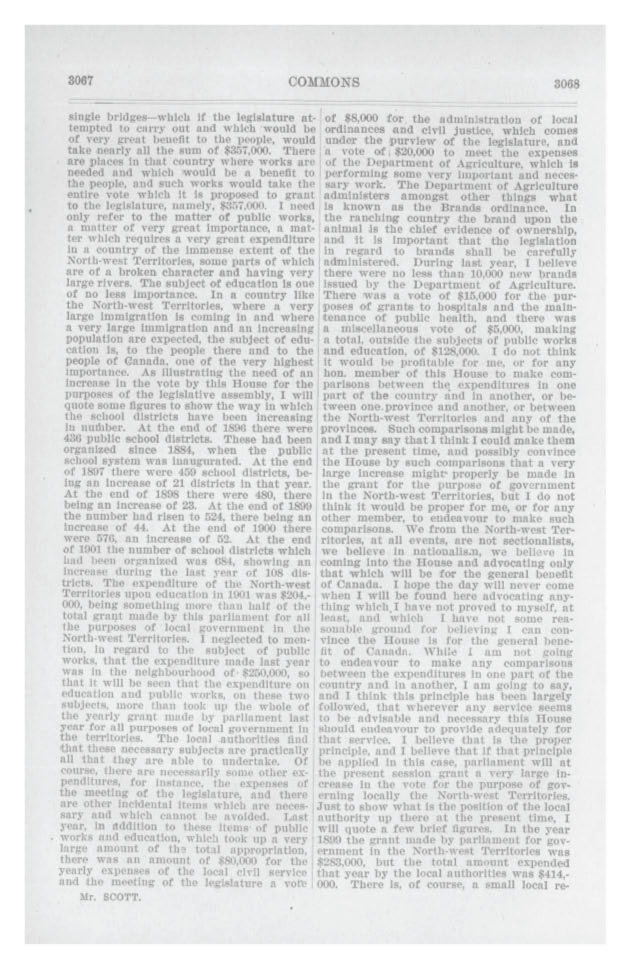 3067
COMMONS
3068
single bridges—which if the legislature at-
tempted to carry out and which would be
of very great benefit to the people, would
take nearly all the sum of $357,000. There
are places in that country where works are
needed and which would be a benefit to
the people, and such works would take the
entire vote which it is proposed to grant
to the legislature, namely, $357,000. I need
only refer to the matter of public works,
a matter of very great importance, a mat-
ter which requires a very great expenditure
in a country of the immense extent of the
North-west Territories, some parts of which
are of a broken character and having very
large rivers. The subject of education is one
of no less importance. In a country like
the North-west Territories, where a very
large immigration is coming in and where
a very large immigration and an increasing
population are expected, the subject of edu-
cation is, to the people there and to the
people of Canada, one of the very highest
importance. As illustrating the need of an
increase in the vote by this House for the
purposes of the legislative assembly, I will
quote some figures to show the way in which
the school districts have been increasing
in number. At the end of 1896 there were
436 public school districts. These had been
organized since 1884, when the public
school system was inaugurated. At the end
of 1897 there were 459 school districts, be-
ing an increase of 21 districts in that year.
At the end of 1898 there were 480, there
being an increase of 23. At the end of 1899
the number had risen to 524, there being an
increase of 44. At the end of 1900 there
were 576, an increase of 52. At the end
of 1901 the number of school districts which
had been organized was 684, showing an
increase during the last year of 108 dis-
tricts. The expenditure of the North-west
Territories upon education in 1901 was $204,-
000, being something more than half of the
total grant made by this parliament for all
the purposes of local government in the
North-west Territories. I neglected to men-
tion, in regard to the subject of public
works, that the expenditure made last year
was in the neighbourhood of $250,000, so
that it will be seen that the expenditure on
education and public works, on these two
subjects, more than took up the whole of
the yearly grant made by parliament last
year for all purposes of local government in
the territories. The local authorities find
that these necessary subjects are practically
all that they are able to undertake. Of
course, there are necessarily some other ex-
penditures, for instance, the expenses of
the meeting of the legislature, and there
are other incidental items which are neces-
sary and which cannot be avoided. Last
year, in addition to these items of public
works and education, which took up a very
large amount of the total appropriation,
there was an amount of $80,000 for the
yearly expenses of the local civil service
and the meeting of the legislature a vote
Mr. SCOTT.
of $8,000 for the administration of local
ordinances and civil justice, which comes
under the purview of the legislature, and
a vote of $20,000 to meet the expenses
of the Department of Agriculture, which is
performing some very important and neces-
sary work. The Department of Agriculture
administers amongst other things what
is known as the Brands ordinance. In
the ranching country the brand upon the
animal is the chief evidence of ownership,
and it is important that the legislation
in regard to brands shall be carefully
administered. During last year, I believe
there were no less than 10,000 new brands
issued by the Department of Agriculture.
There was a vote of $15,000 for the pur-
poses of grants to hospitals and the main-
tenance of public health, and there was
a miscellaneous vote of $5,000, making
a total, outside the subjects of public works
and education, of $128,000. I do not think
it would be profitable for me, or for any
hon. member of this House to make com-
parisons between the expenditures in one
part of the country and in another, or be-
tween one province and another, or between
the North-west Territories and any of the
provinces. Such comparisons might be made,
and I may say that I think I could make them
at the present time, and possibly convince
the House by such comparisons that a very
large increase might properly be made in
the grant for the purpose of government
in the North-west Territories, but I do not
think it would be proper for me, or for any
other member, to endeavour to make such
comparisons. We from the North-west Ter-
ritories, at all events, are not sectionalists,
we believe in nationalism, we believe in
coming into the House and advocating only
that which will be for the general benefit
of Canada. I hope the day will never come
when I will be found here advocating any-
thing which I have not proved to myself, at
least, and which I have not some rea-
sonable ground for believing I can con-
vince the House is for the general bene-
fit of Canada. While I am not going
to endeavour to make any comparisons
between the expenditures in one part of the
country and in another, I am going to say,
and I think this principle has been largely
followed, that wherever any service seems
to be advisable and necessary this House
should endeavour to provide adequately for
that service. I believe that is the proper
principle, and I believe that if that principle
be applied in this case, parliament will at
the present session grant a very large in-
crease in the vote for the purpose of gov-
erning locally the North-west Territories.
Just to show what is the position of the local
authority up there at the present time, I
will quote a few brief figures. In the year
1899 the grant made by parliament for gov-
ernment in the North-west Territories was
$283,000, but the total amount expended
that year by the local authorities was $414,-
000. There is, of course, a small local re-